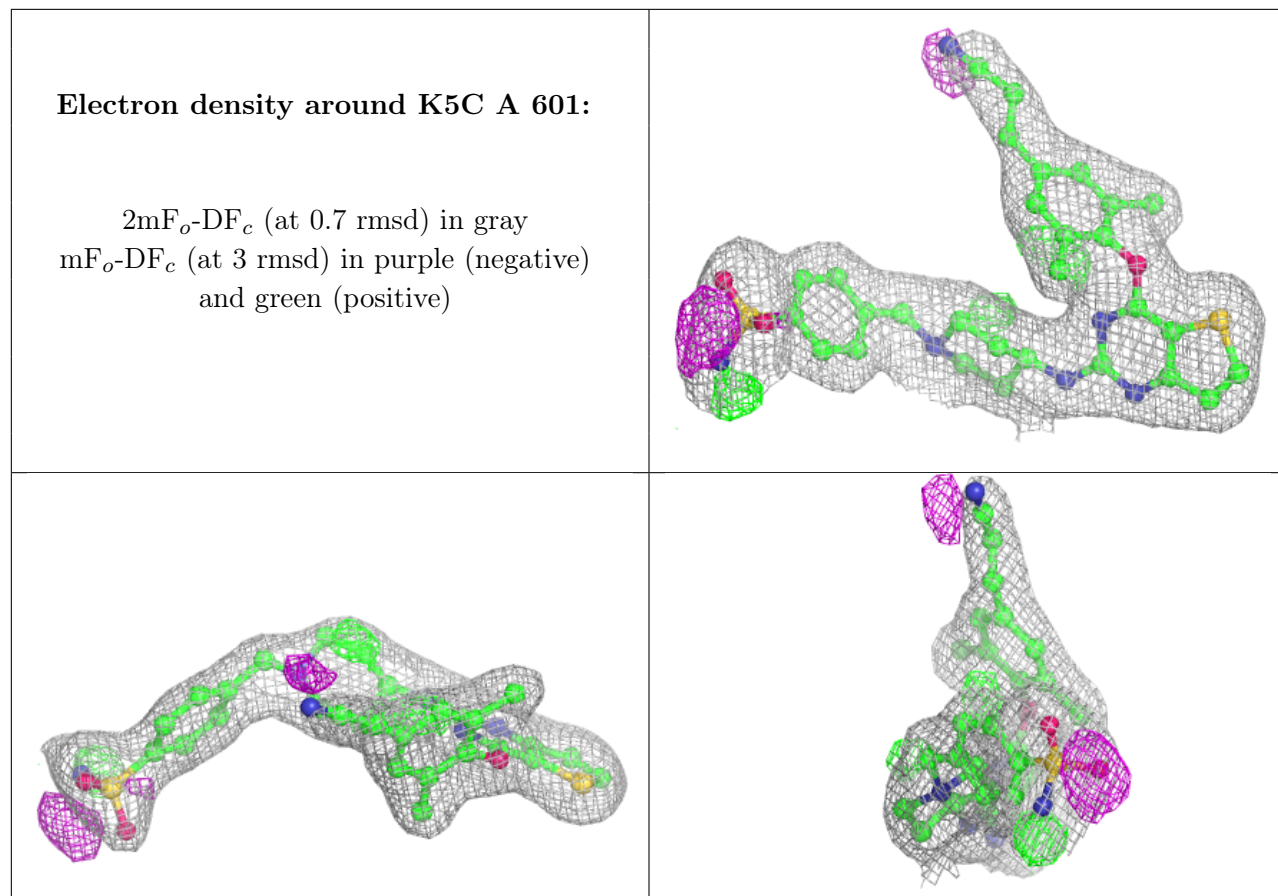 Electron density around K5C A 601:
2mFₒ-DF𝒸 (at 0.7 rmsd) in gray
mFₒ-DF𝒸 (at 3 rmsd) in purple (negative)
and green (positive)